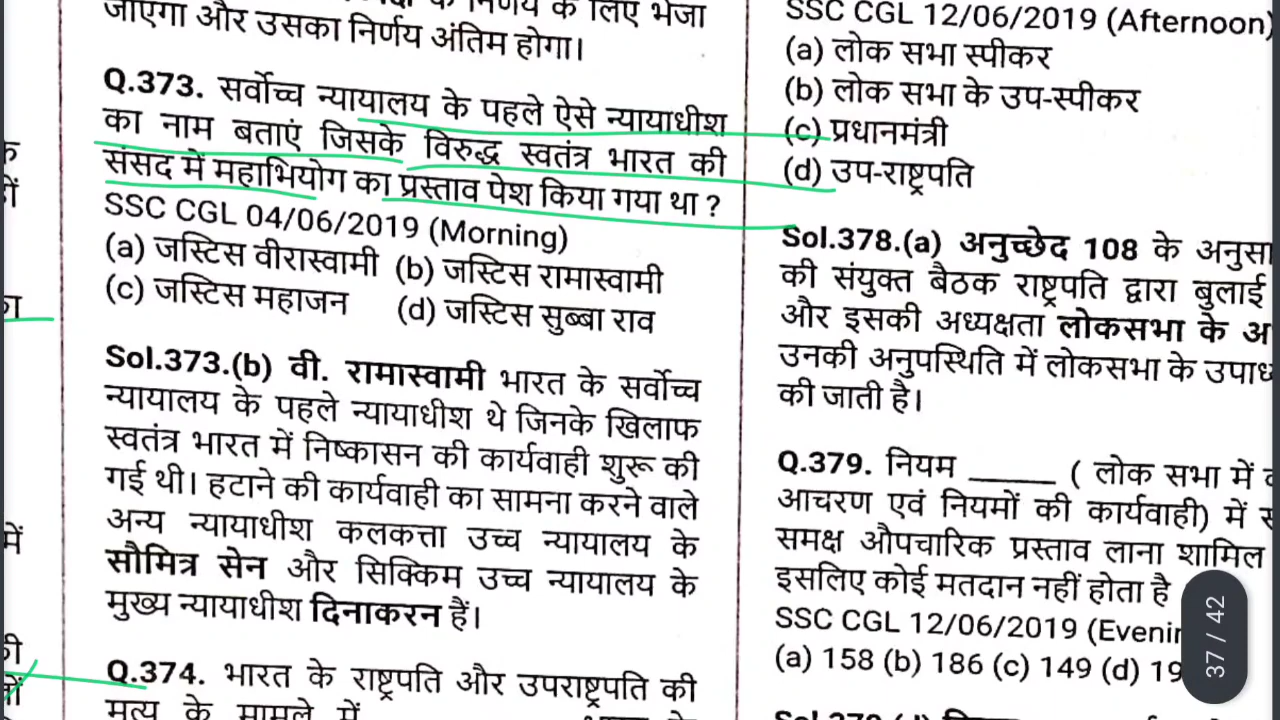 के निर्णय के लिए भेजा
जाएगा और उसका निर्णय अंतिम होगा।
Q.373. सर्वोच्च न्यायालय के पहले ऐसे न्यायाधीश
का नाम बताएं जिसके विरुद्ध स्वतंत्र भारत की
संसद में महाभियोग का प्रस्ताव पेश किया गया था ?
SSC CGL 04/06/2019 (Morning)
(a) जस्टिस वीरास्वामी (b) जस्टिस रामास्वामी
(c) जस्टिस महाजन (d) जस्टिस सुब्बा राव
Sol.373.(b) वी. रामास्वामी भारत के सर्वोच्च
न्यायालय के पहले न्यायाधीश थे जिनके खिलाफ
स्वतंत्र भारत में निष्कासन की कार्यवाही शुरू की
गई थी। हटाने की कार्यवाही का सामना करने वाले
अन्य न्यायाधीश कलकत्ता उच्च न्यायालय के
सौमित्र सेन और सिक्किम उच्च न्यायालय के
मुख्य न्यायाधीश दिनाकरन हैं।
Q.374. भारत के राष्ट्रपति और उपराष्ट्रपति की
मृत्यु के मामले में
SSC CGL 12/06/2019 (Afternoon)
(a) लोक सभा स्पीकर
(b) लोक सभा के उप-स्पीकर
(c) प्रधानमंत्री
(d) उप-राष्ट्रपति
Sol.378.(a) अनुच्छेद 108 के
की संयुक्त बैठक राष्ट्रपति द्वारा बुलाई
और इसकी अध्यक्षता लोकसभा के
उनकी अनुपस्थिति में लोकसभा के
की जाती है।
Q.379. नियम ______ ( लोक सभा में
आचरण एवं नियमों की कार्यवाही) में
समक्ष औपचारिक प्रस्ताव लाना शामिल
इसलिए कोई मतदान नहीं होता है
SSC CGL 12/06/2019
(a) 158 (b) 186 (c) 149 (d)
37 / 42